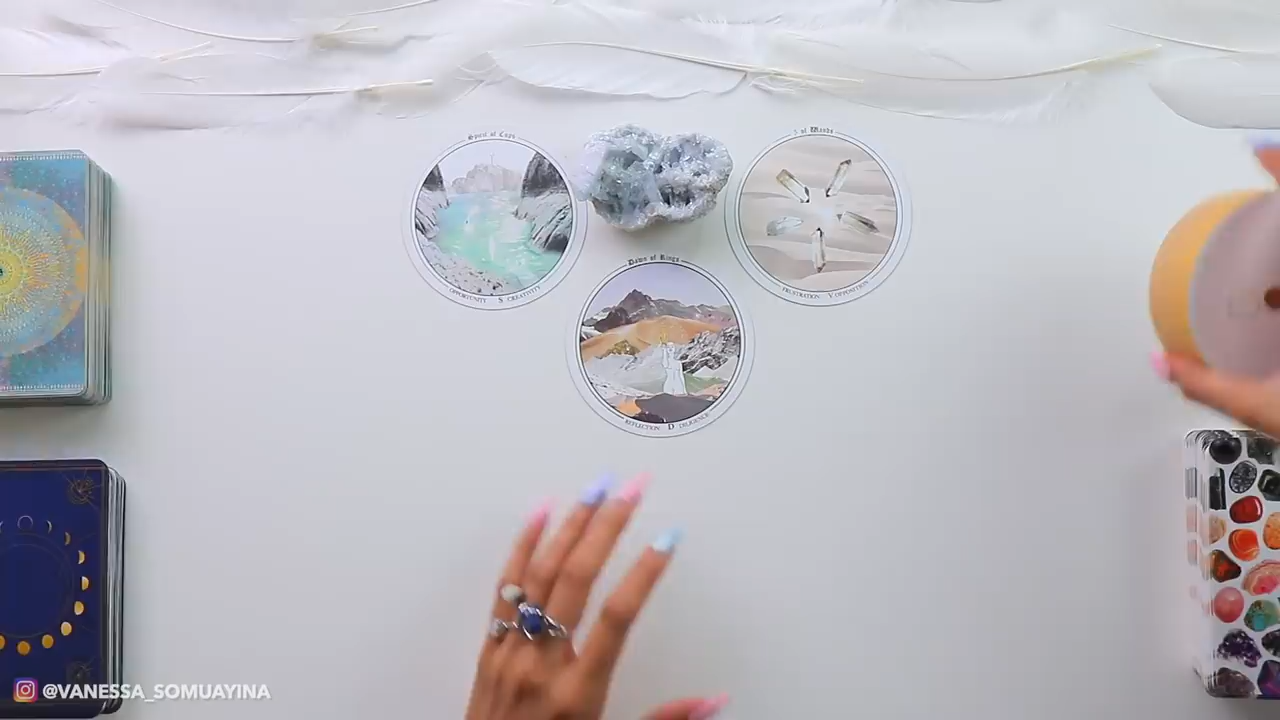 Spirit of Cups
5 of Wands
OPPORTUNITY S CREATIVITY
FRUSTRATION V OPPOSITION
Dawn of Rings
REFLECTION D DILIGENCE
@VANESSA_SOMUAYINA